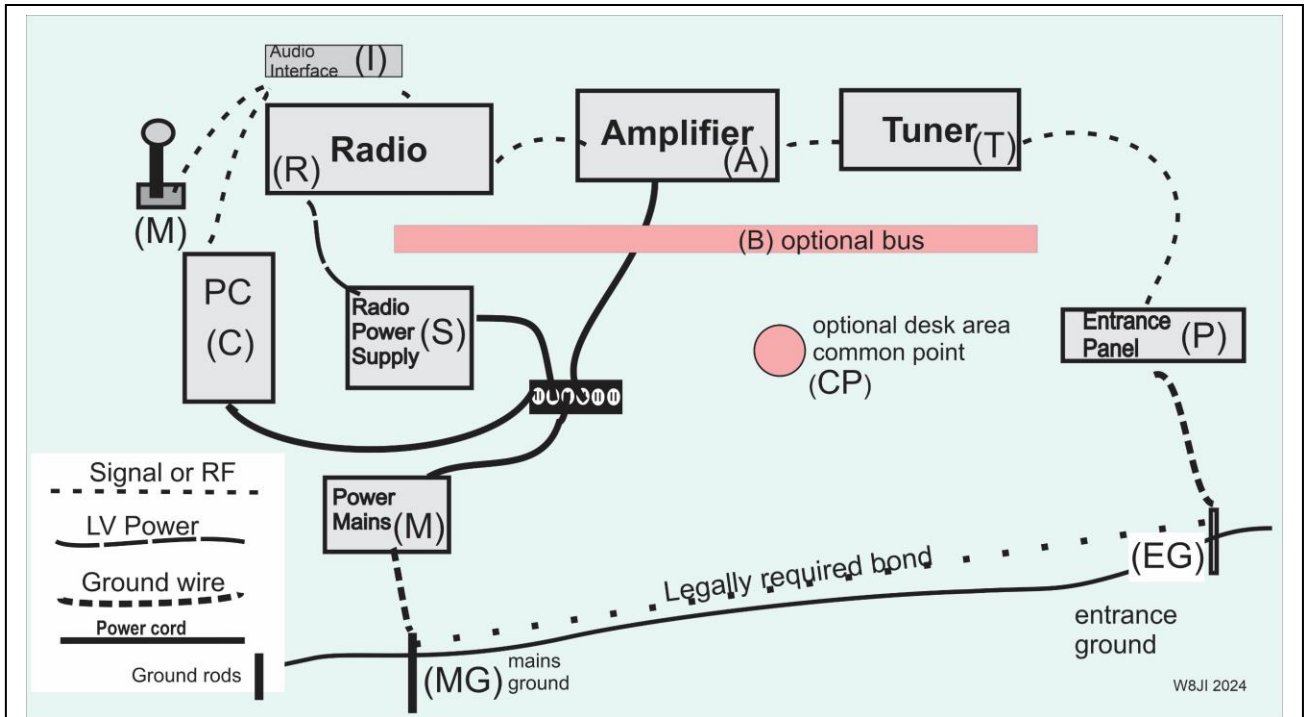 Audio
Interface (I)
Radio
(R)
Amplifier
(A)
Tuner
(T)
(M)
(B) optional bus
PC
(C)
Radio
Power
Supply
(S)
optional desk area
common point
(CP)
Entrance
Panel
(P)
Power
Mains
(M)
Signal or RF
LV Power
Ground wire
Power cord
Ground rods
Legally required bond
(EG)
entrance
ground
(MG)
mains
ground
W8JI 2024